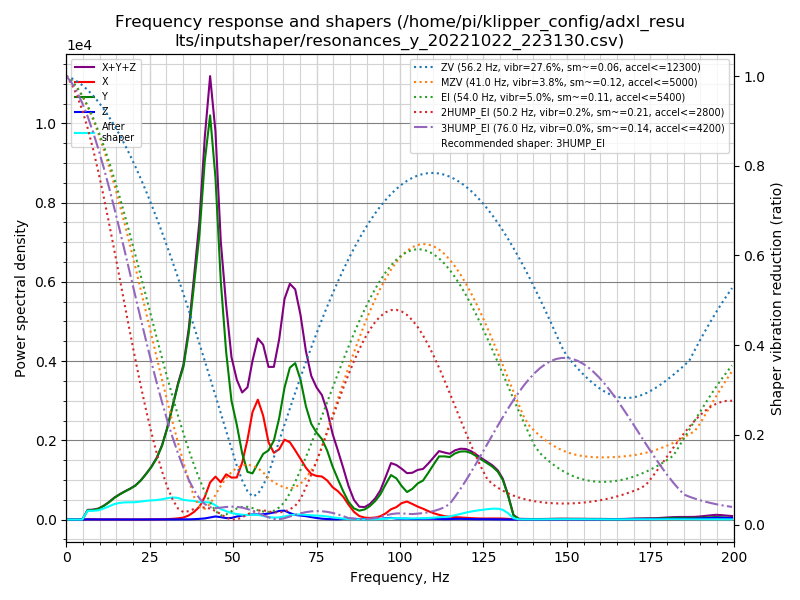 Frequency response and shapers (/home/pi/klipper_config/adxl_resu
lts/inputshaper/resonances_y_20221022_223130.csv)
1e4
X+Y+Z
X
Y
Z
After
shaper
ZV (56.2 Hz, vibr=27.6%, sm~=0.06, accel<=12300)
MZV (41.0 Hz, vibr=3.8%, sm~=0.12, accel<=5000)
EI (54.0 Hz, vibr=5.0%, sm~=0.11, accel<=5400)
2HUMP_EI (50.2 Hz, vibr=0.2%, sm~=0.21, accel<=2800)
3HUMP_EI (76.0 Hz, vibr=0.0%, sm~=0.14, accel<=4200)
Recommended shaper: 3HUMP_EI
Power spectral density
1.0
0.8
0.6
0.4
0.2
0.0
1.0
0.8
0.6
0.4
0.2
0.0
Shaper vibration reduction (ratio)
0 25 50 75 100 125 150 175 200
Frequency, Hz